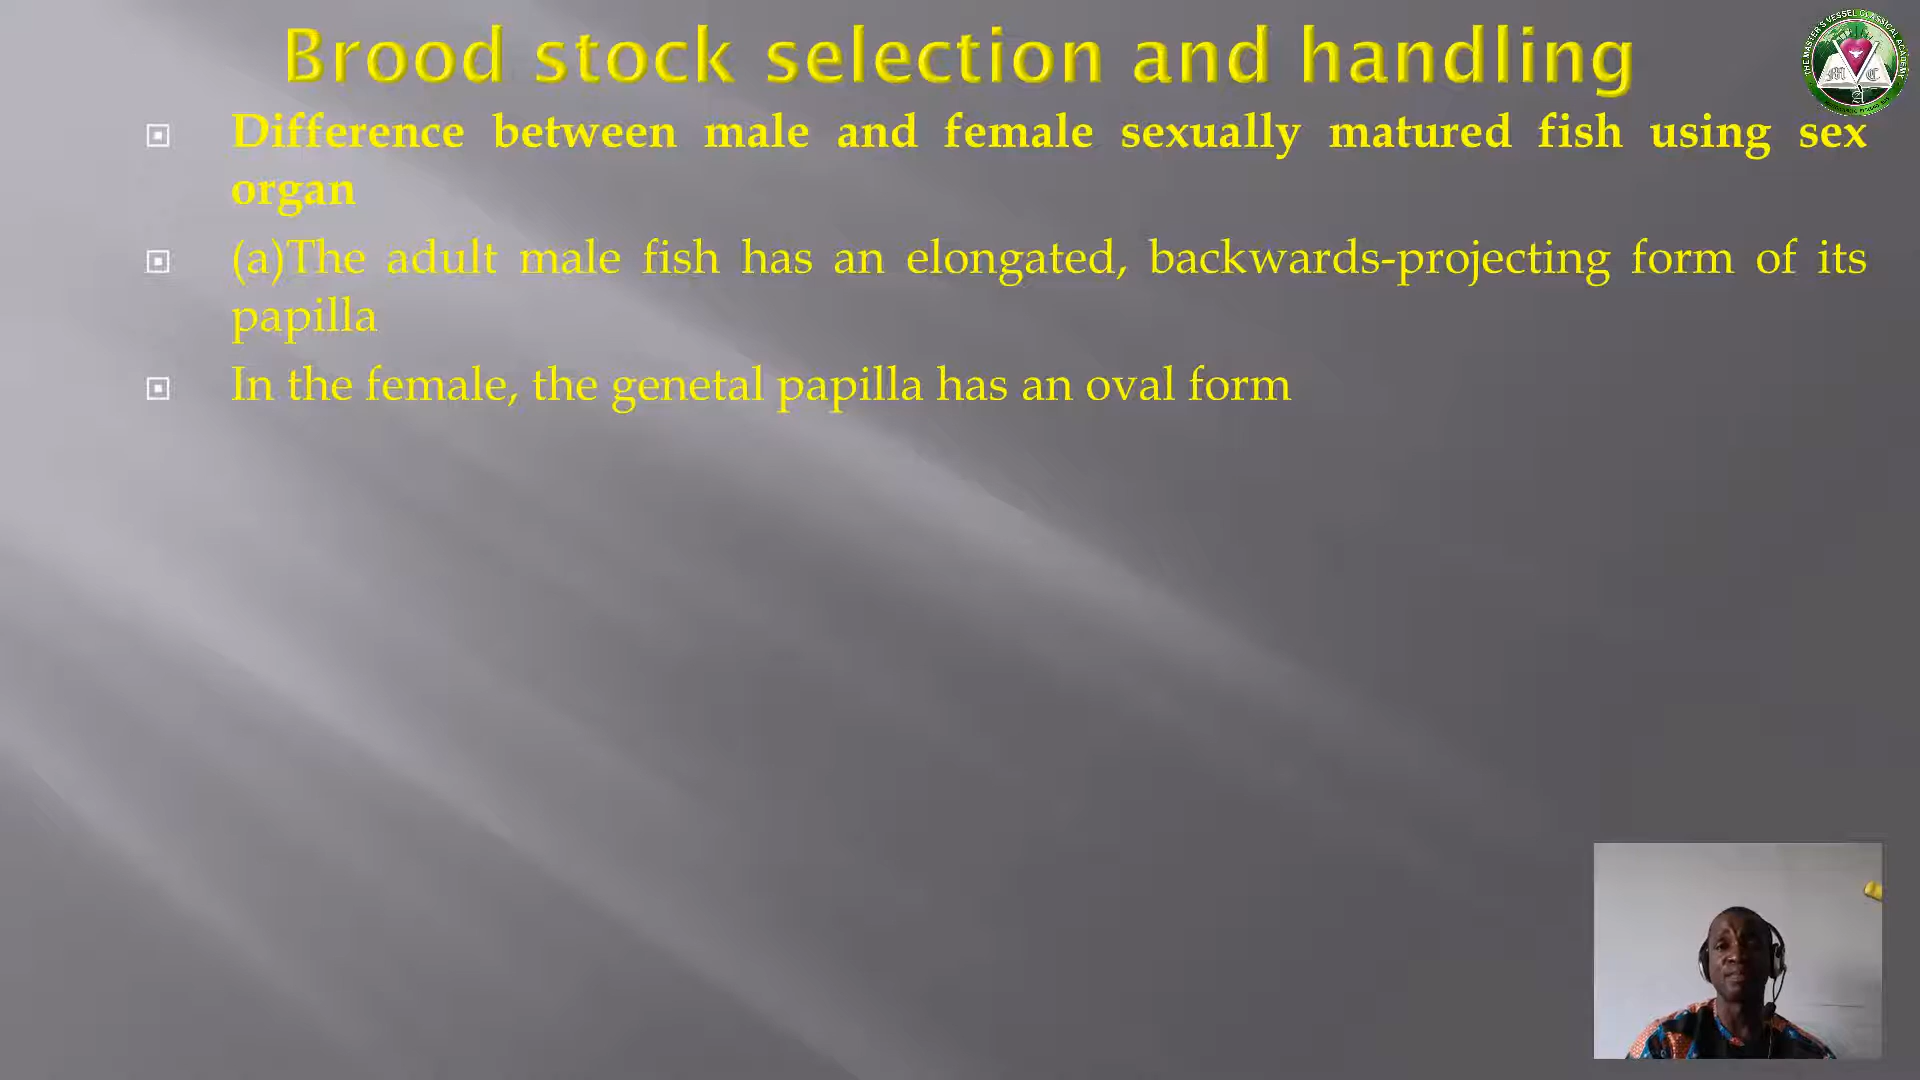 Brood stock selection and handling
Difference between male and female sexually matured fish using sex
organ
(a)The adult male fish has an elongated, backwards-projecting form of its
papilla
In the female, the genetal papilla has an oval form